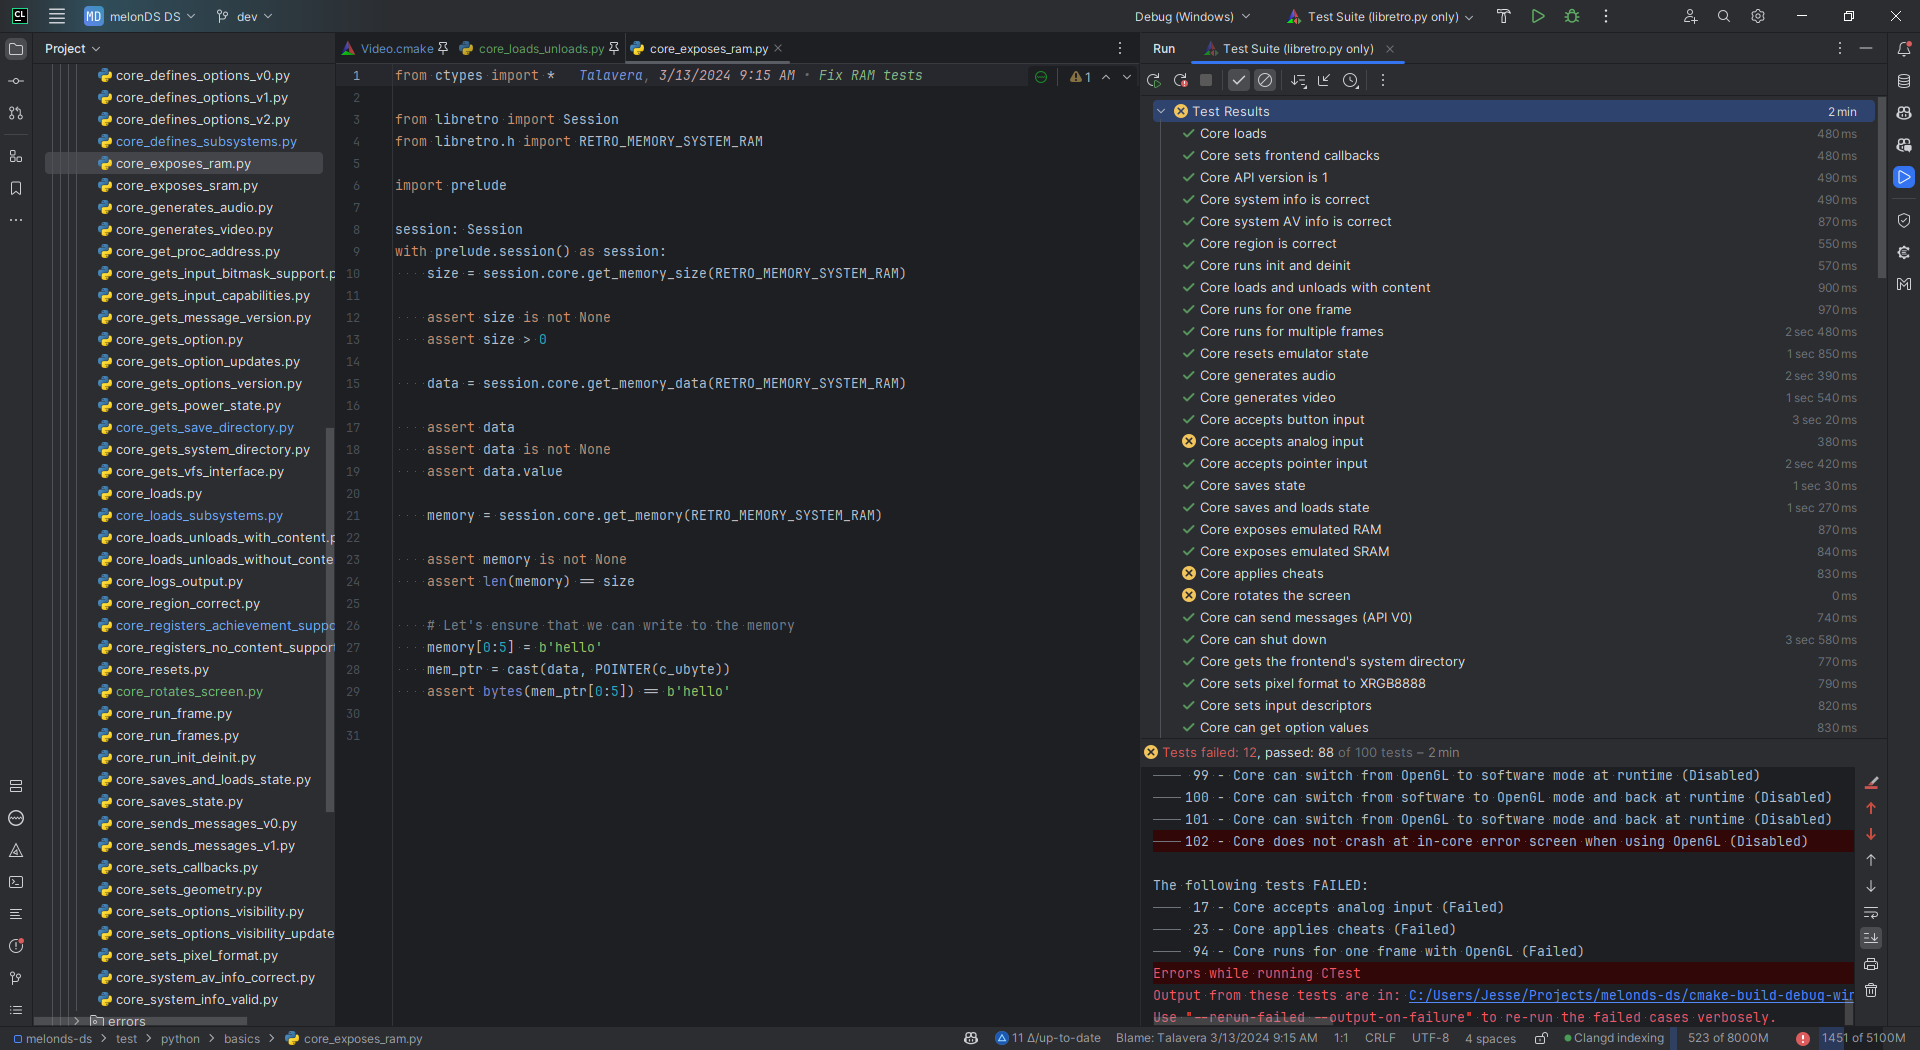 CL
MD melonDS DS
dev
Debug (Windows)
Test Suite (libretro.py only)
Project
core_defines_options_v0.py
core_defines_options_v1.py
core_defines_options_v2.py
core_defines_subsystems.py
core_exposes_ram.py
core_exposes_sram.py
core_generates_audio.py
core_generates_video.py
core_get_proc_address.py
core_gets_input_bitmask_support.p
core_gets_input_capabilities.py
core_gets_message_version.py
core_gets_option.py
core_gets_option_updates.py
core_gets_options_version.py
core_gets_power_state.py
core_gets_save_directory.py
core_gets_system_directory.py
core_gets_vfs_interface.py
core_loads.py
core_loads_subsystems.py
core_loads_unloads_with_content.p
core_loads_unloads_without_conte
core_logs_output.py
core_region_correct.py
core_registers_achievement_suppo
core_registers_no_content_support
core_resets.py
core_rotates_screen.py
core_run_frame.py
core_run_frames.py
core_run_init_deinit.py
core_saves_and_loads_state.py
core_saves_state.py
core_sends_messages_v0.py
core_sends_messages_v1.py
core_sets_callbacks.py
core_sets_geometry.py
core_sets_options_visibility.py
core_sets_options_visibility_update
core_sets_pixel_format.py
core_system_av_info_correct.py
core_system_info_valid.py
errors
Video.cmake
core_loads_unloads.py
core_exposes_ram.py
1
1 from ctypes import * Talavera, 3/13/2024 9:15 AM · Fix RAM tests
2
3 from libretro import Session
4 from libretro.h import RETRO_MEMORY_SYSTEM_RAM
5
6 import prelude
7
8 session: Session
9 with prelude.session() as session:
10 size = session.core.get_memory_size(RETRO_MEMORY_SYSTEM_RAM)
11
12 assert size is not None
13 assert size > 0
14
15 data = session.core.get_memory_data(RETRO_MEMORY_SYSTEM_RAM)
16
17 assert data
18 assert data is not None
19 assert data.value
20
21 memory = session.core.get_memory(RETRO_MEMORY_SYSTEM_RAM)
22
23 assert memory is not None
24 assert len(memory) == size
25
26 # Let's ensure that we can write to the memory
27 memory[0:5] = b'hello'
28 mem_ptr = cast(data, POINTER(c_ubyte))
29 assert bytes(mem_ptr[0:5]) == b'hello'
30
31
Run
Test Suite (libretro.py only)
Test Results 2 min
Core loads 480 ms
Core sets frontend callbacks 480 ms
Core API version is 1 490 ms
Core system info is correct 490 ms
Core system AV info is correct 870 ms
Core region is correct 550 ms
Core runs init and deinit 570 ms
Core loads and unloads with content 900 ms
Core runs for one frame 970 ms
Core runs for multiple frames 2 sec 480 ms
Core resets emulator state 1 sec 850 ms
Core generates audio 2 sec 390 ms
Core generates video 1 sec 540 ms
Core accepts button input 3 sec 20 ms
Core accepts analog input 380 ms
Core accepts pointer input 2 sec 420 ms
Core saves state 1 sec 30 ms
Core saves and loads state 1 sec 270 ms
Core exposes emulated RAM 870 ms
Core exposes emulated SRAM 840 ms
Core applies cheats 830 ms
Core rotates the screen 0 ms
Core can send messages (API V0) 740 ms
Core can shut down 3 sec 580 ms
Core gets the frontend's system directory 770 ms
Core sets pixel format to XRGB8888 790 ms
Core sets input descriptors 820 ms
Core can get option values 830 ms
Tests failed: 12, passed: 88 of 100 tests – 2 min
99 - Core can switch from OpenGL to software mode at runtime (Disabled)
100 - Core can switch from software to OpenGL mode and back at runtime (Disabled)
101 - Core can switch from OpenGL to software mode and back at runtime (Disabled)
102 - Core does not crash at in-core error screen when using OpenGL (Disabled)
The following tests FAILED:
17 - Core accepts analog input (Failed)
23 - Core applies cheats (Failed)
94 - Core runs for one frame with OpenGL (Failed)
Errors while running CTest
Output from these tests are in: C:/Users/Jesse/Projects/melonds-ds/cmake-build-debug-win
Use "--rerun-failed --output-on-failure" to re-run the failed cases verbosely.
melonds-ds > test > python > basics > core_exposes_ram.py
11 Δ/up-to-date
Blame: Talavera 3/13/2024 9:15 AM
1:1
CRLF
UTF-8
4 spaces
Clangd indexing
523 of 8000M
1451 of 5100M